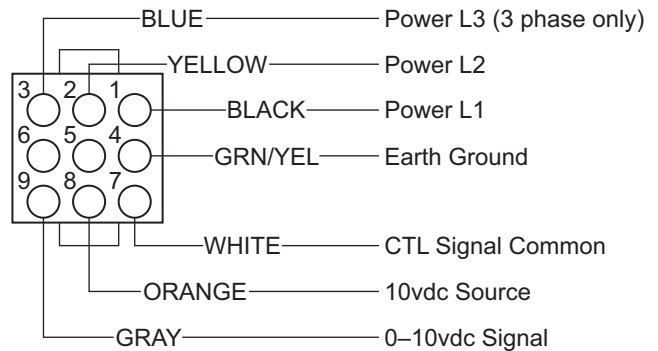 BLUE Power L3 (3 phase only)
YELLOW Power L2
3 2 1 BLACK Power L1
6 5 4 GRN/YEL Earth Ground
9 8 7
WHITE CTL Signal Common
ORANGE 10vdc Source
GRAY 0–10vdc Signal